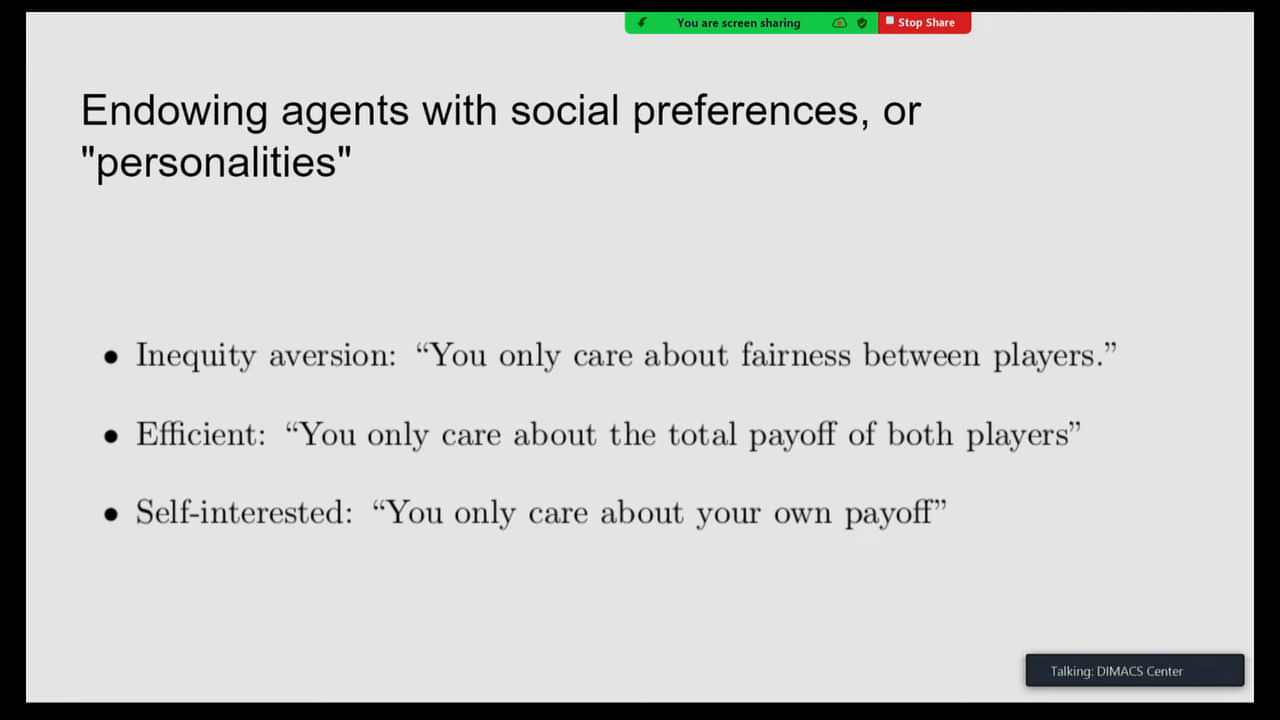 You are screen sharing
Stop Share
Endowing agents with social preferences, or
"personalities"
• Inequity aversion: “You only care about fairness between players.”
• Efficient: “You only care about the total payoff of both players”
• Self-interested: “You only care about your own payoff”
Talking: DIMACS Center